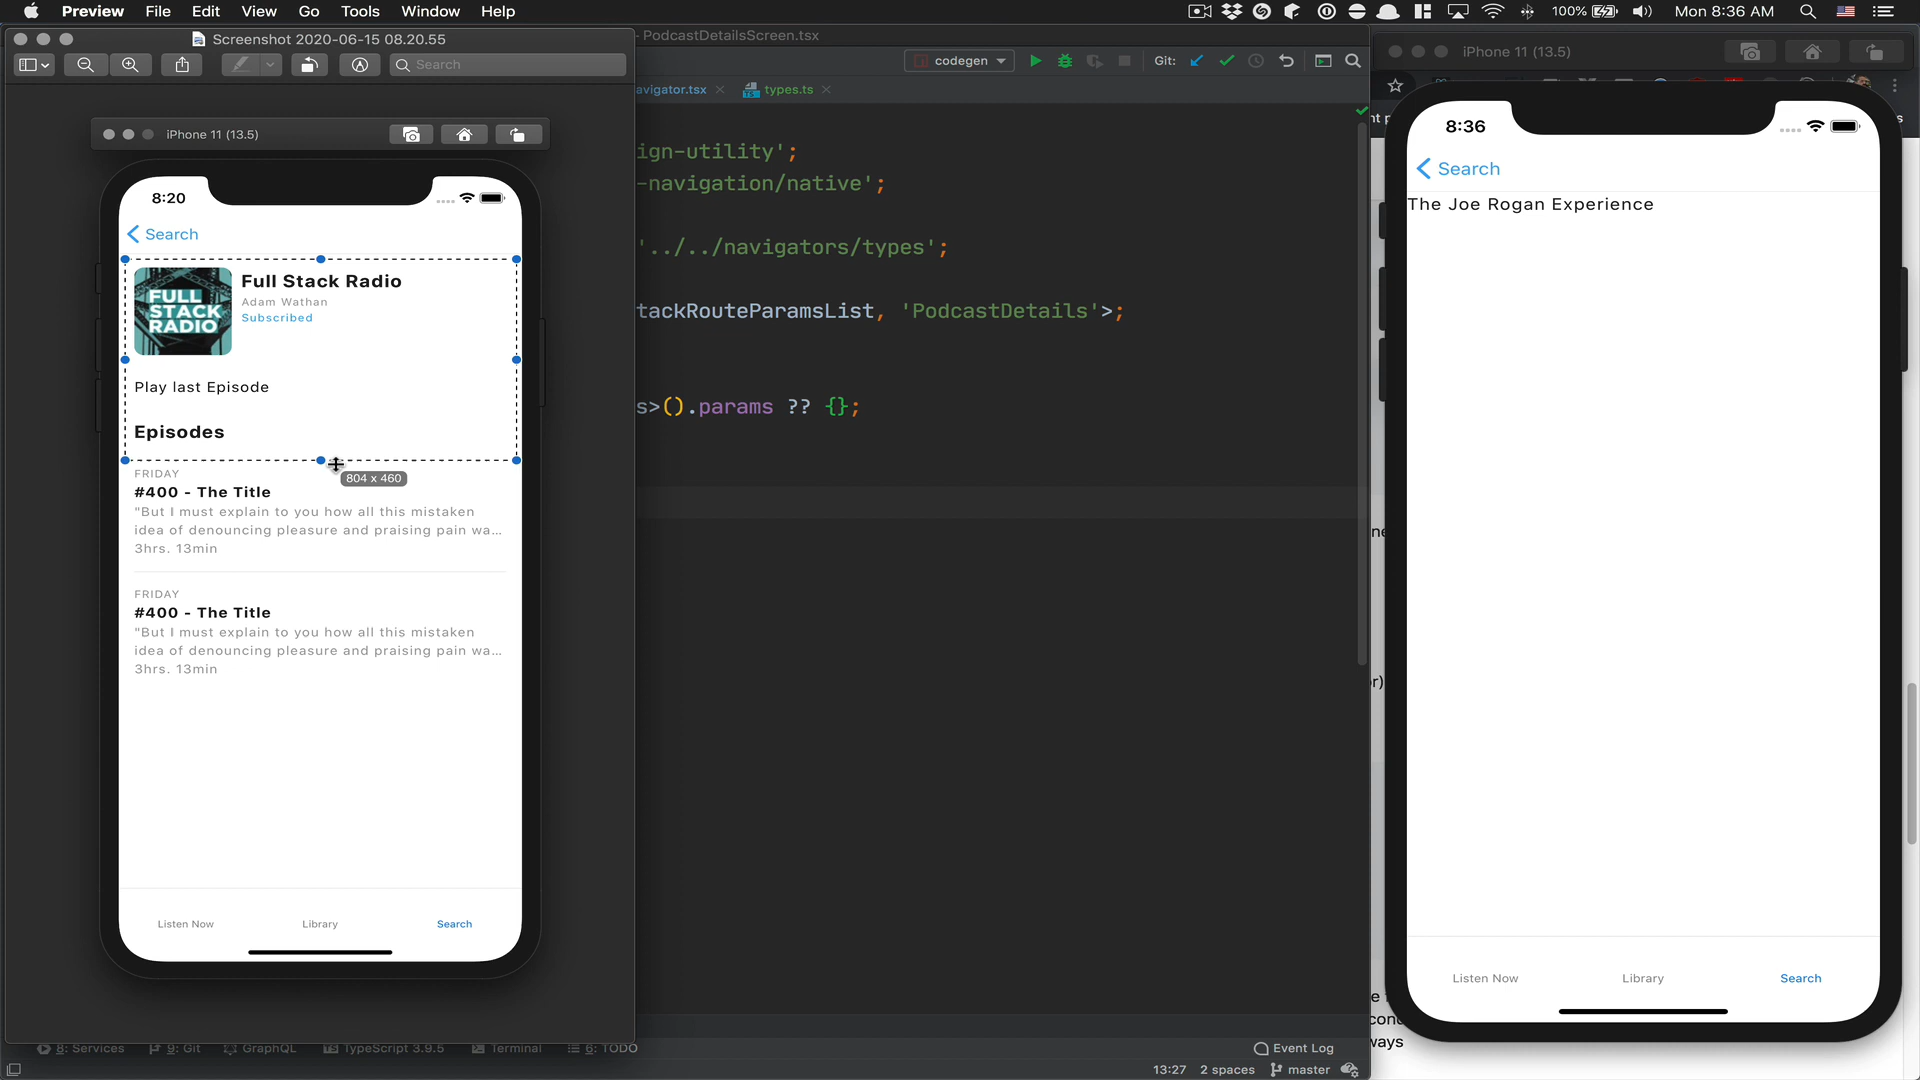 Preview File Edit View Go Tools Window Help
100% Mon 8:36 AM
Screenshot 2020-06-15 08.20.55
Search
iPhone 11 (13.5)
8:20
Search
FULL
STACK
RADIO
Full Stack Radio
Adam Wathan
Subscribed
Play last Episode
Episodes
804 x 460
FRIDAY
#400 - The Title
"But I must explain to you how all this mistaken
idea of denouncing pleasure and praising pain wa...
3hrs. 13min
FRIDAY
#400 - The Title
"But I must explain to you how all this mistaken
idea of denouncing pleasure and praising pain wa...
3hrs. 13min
Listen Now Library Search
- PodcastDetailsScreen.tsx
codegen Git:
avigator.tsx types.ts
ign-utility';
-navigation/native';
'../../navigators/types';
tackRouteParamsList, 'PodcastDetails'>;
s>().params ?? {};
8: Services 9: Git GraphQL TypeScript 3.9.5 Terminal 6: TODO Event Log
13:27 2 spaces master
iPhone 11 (13.5)
8:36
Search
The Joe Rogan Experience
Listen Now Library Search
ways